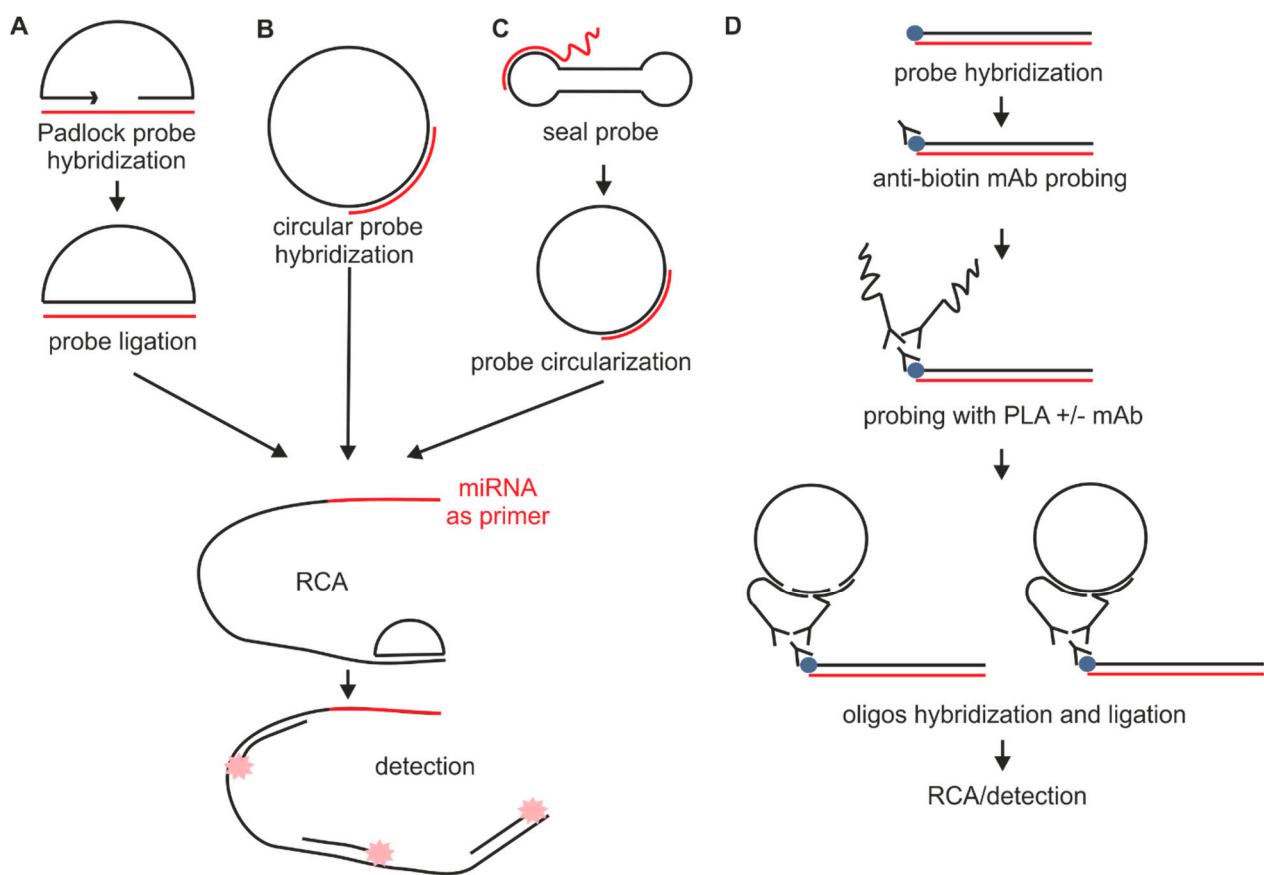 A
Padlock probe
hybridization
probe ligation
B
circular probe
hybridization
C
seal probe
probe circularization
miRNA
as primer
RCA
detection
D
probe hybridization
anti-biotin mAb probing
probing with PLA +/- mAb
oligos hybridization and ligation
RCA/detection